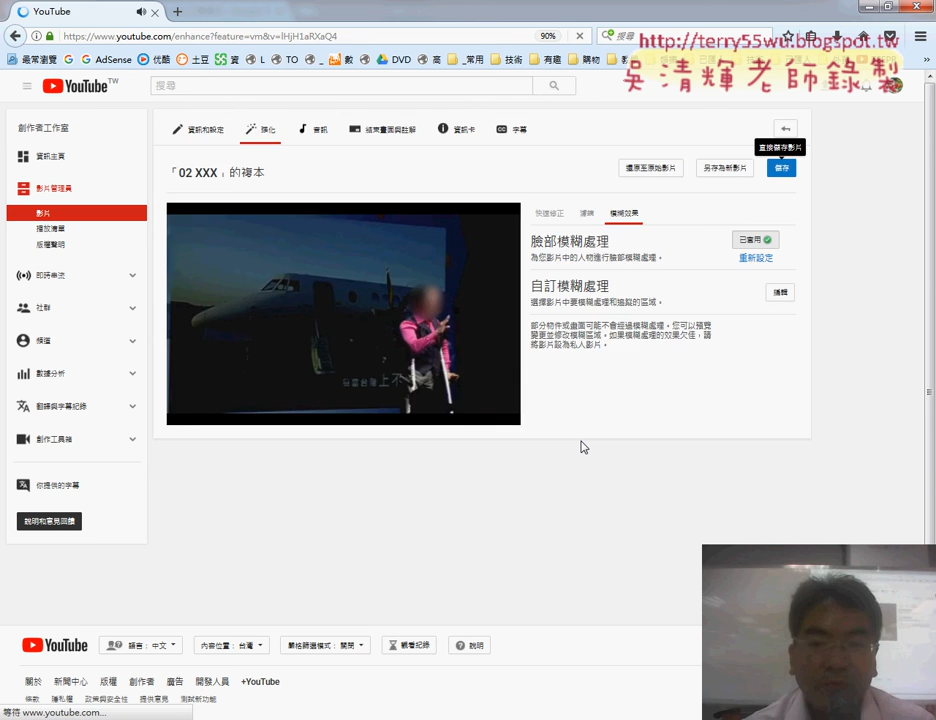 YouTube
https://www.youtube.com/enhance?feature=vm&v=lHjH1aRXaQ4
90%
搜尋
http://terry55wu.blogspot.tw
吳清輝老師錄製
最常瀏覽
G
AdSense
优酷
土豆
資
L
TO
數
DVD
高
_常用
技術
有趣
購物
YouTube TW
搜尋
創作者工作室
資訊和設定
強化
音訊
結束畫面與註解
資訊卡
CC 字幕
直接儲存影片
資訊主頁
「02 XXX」的複本
還原至原始影片
另存為新影片
儲存
影片管理員
影片
播放清單
版權聲明
快速修正
濾鏡
模糊效果
臉部模糊處理
已套用
為您影片中的人物進行臉部模糊處理。
重新設定
即時串流
自訂模糊處理
編輯
選擇影片中要模糊處理和追蹤的區域。
社群
部分物件或畫面可能不會經過模糊處理。您可以預覽
變更並修改模糊區域，如果模糊處理的效果欠佳，請
將影片設為私人影片。
頻道
數據分析
上不
翻譯與字幕記錄
創作工具箱
你提供的字幕
說明和意見回饋
YouTube
語言：中文
內容位置：台灣
嚴格篩選模式：關閉
觀看紀錄
說明
關於
新聞中心
版權
創作者
廣告
開發人員
+YouTube
條款
隱私權
政策與安全性
提供意見
測試新功能
等待 www.youtube.com...